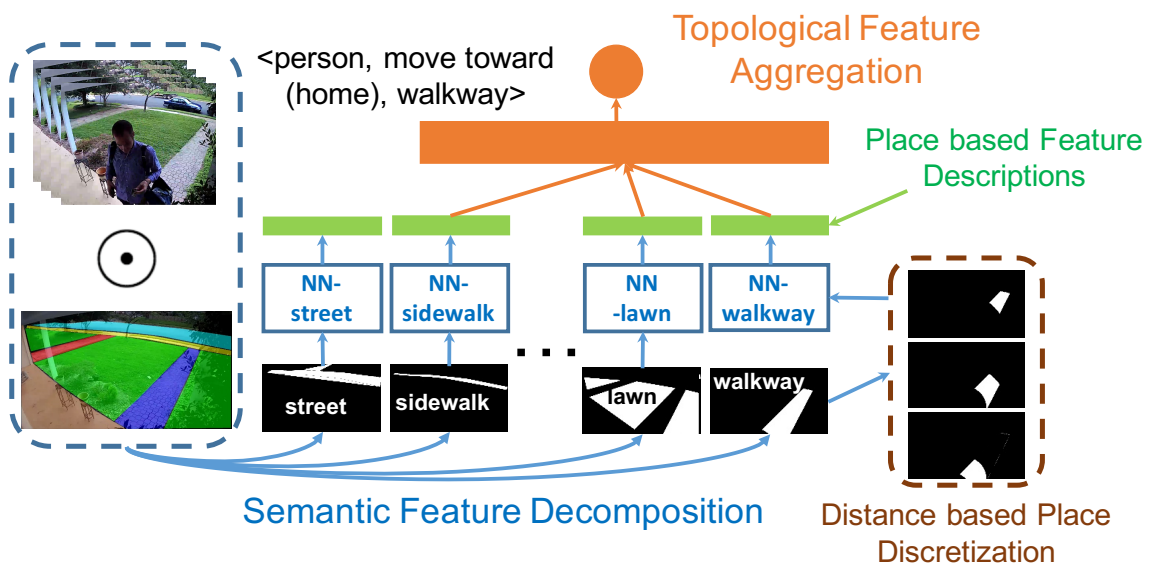 <person, move toward
(home), walkway>
Topological Feature
Aggregation
Place based Feature
Descriptions
NN-
street
NN-
sidewalk
NN
-lawn
NN-
walkway
...
street
sidewalk
lawn
walkway
Semantic Feature Decomposition
Distance based Place
Discretization